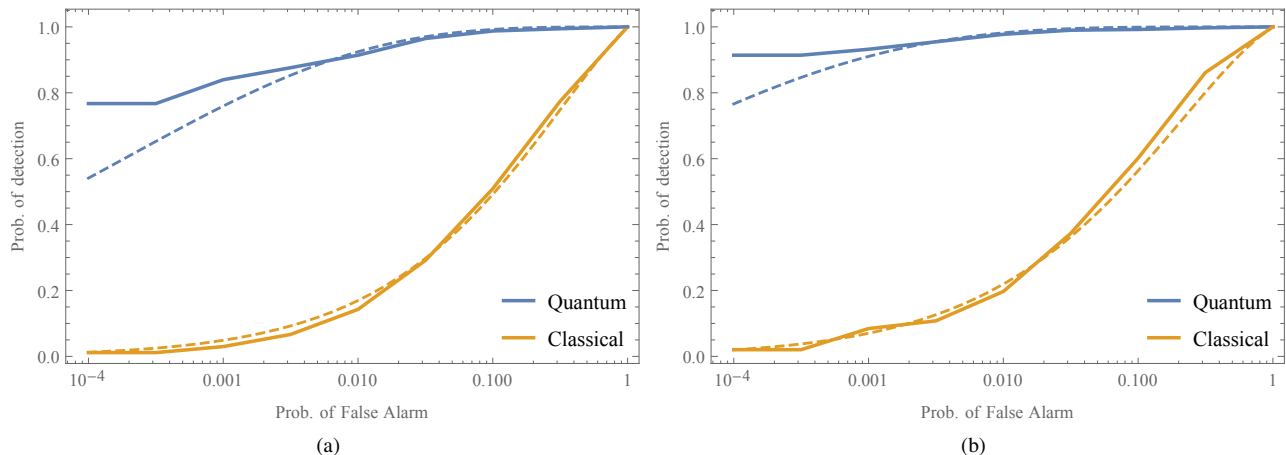 1.0
0.8
0.6
0.4
0.2
0.0
Prob. of detection
Quantum
Classical
10⁻⁴ 0.001 0.010 0.100 1
Prob. of False Alarm
(a)
1.0
0.8
0.6
0.4
0.2
0.0
Prob. of detection
Quantum
Classical
10⁻⁴ 0.001 0.010 0.100 1
Prob. of False Alarm
(b)